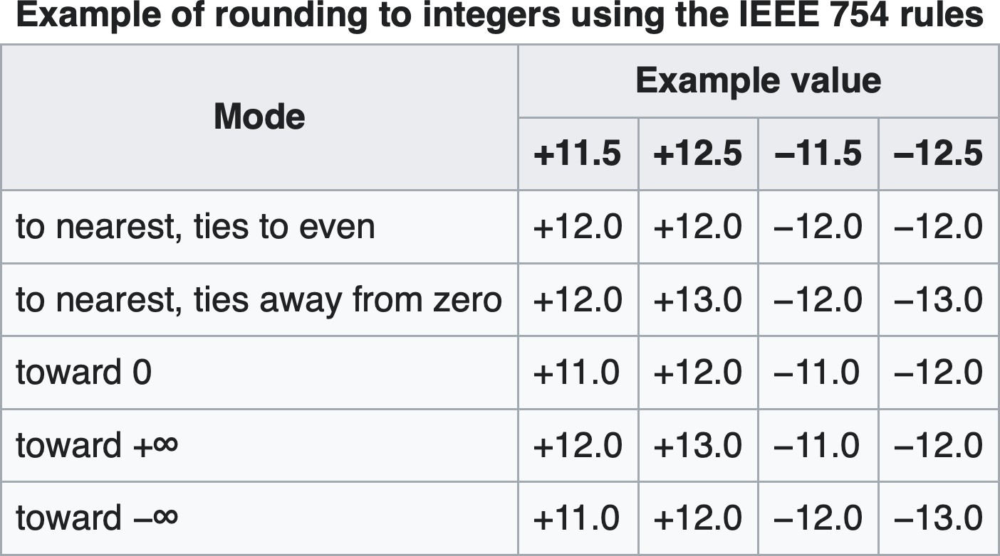 Example of rounding to integers using the IEEE 754 rules
Mode
Example value
+11.5 +12.5 −11.5 −12.5
to nearest, ties to even +12.0 +12.0 −12.0 −12.0
to nearest, ties away from zero +12.0 +13.0 −12.0 −13.0
toward 0 +11.0 +12.0 −11.0 −12.0
toward +∞ +12.0 +13.0 −11.0 −12.0
toward −∞ +11.0 +12.0 −12.0 −13.0